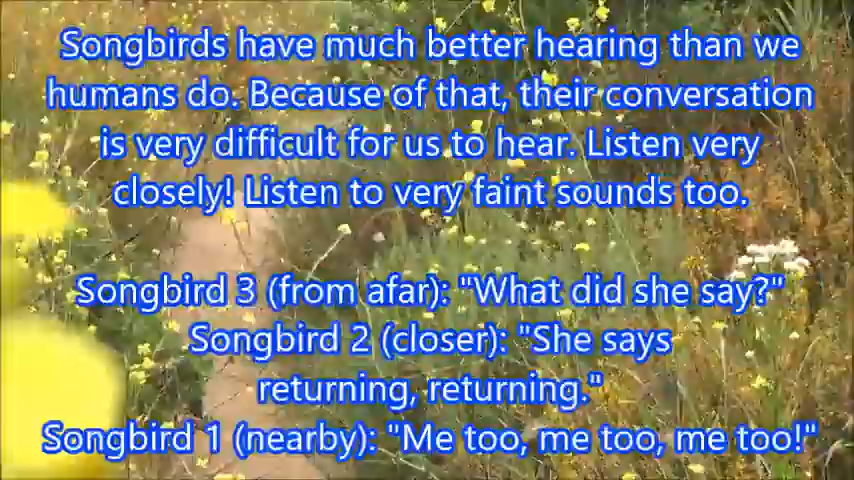 Songbirds have much better hearing than we
humans do. Because of that, their conversation
is very difficult for us to hear. Listen very
closely! Listen to very faint sounds too.
Songbird 3 (from afar): "What did she say?"
Songbird 2 (closer): "She says
returning, returning."
Songbird 1 (nearby): "Me too, me too, me too!"